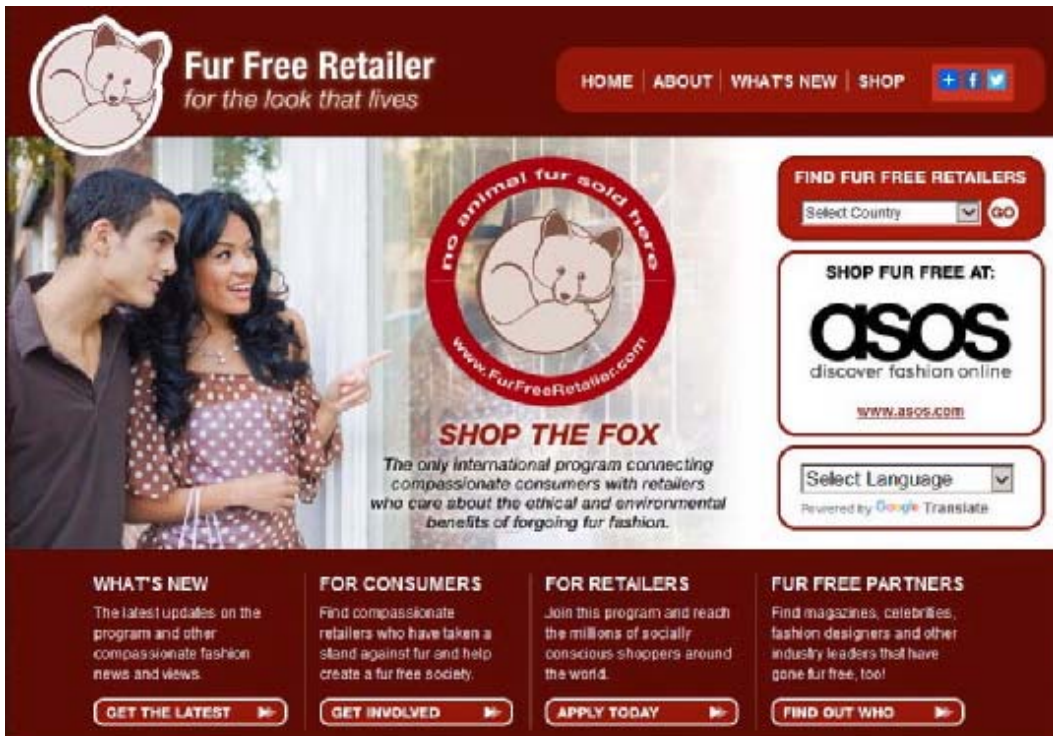 Fur Free Retailer
for the look that lives
HOME ABOUT WHAT'S NEW SHOP
no animal fur sold here
www.FurFreeRetailer.com
SHOP THE FOX
The only international program connecting
compassionate consumers with retailers
who care about the ethical and environmental
benefits of forgoing fur fashion.
FIND FUR FREE RETAILERS
Select Country GO
SHOP FUR FREE AT:
asos
discover fashion online
www.asos.com
Select Language
Powered by Google Translate
WHAT'S NEW
The latest updates on the
program and other
compassionate fashion
news and views.
GET THE LATEST
FOR CONSUMERS
Find compassionate
retailers who have taken a
stand against fur and help
create a fur free society.
GET INVOLVED
FOR RETAILERS
Join this program and reach
the millions of socially
conscious shoppers around
the world.
APPLY TODAY
FUR FREE PARTNERS
Find magazines, celebrities,
fashion designers and other
industry leaders that have
gone fur free, too!
FIND OUT WHO